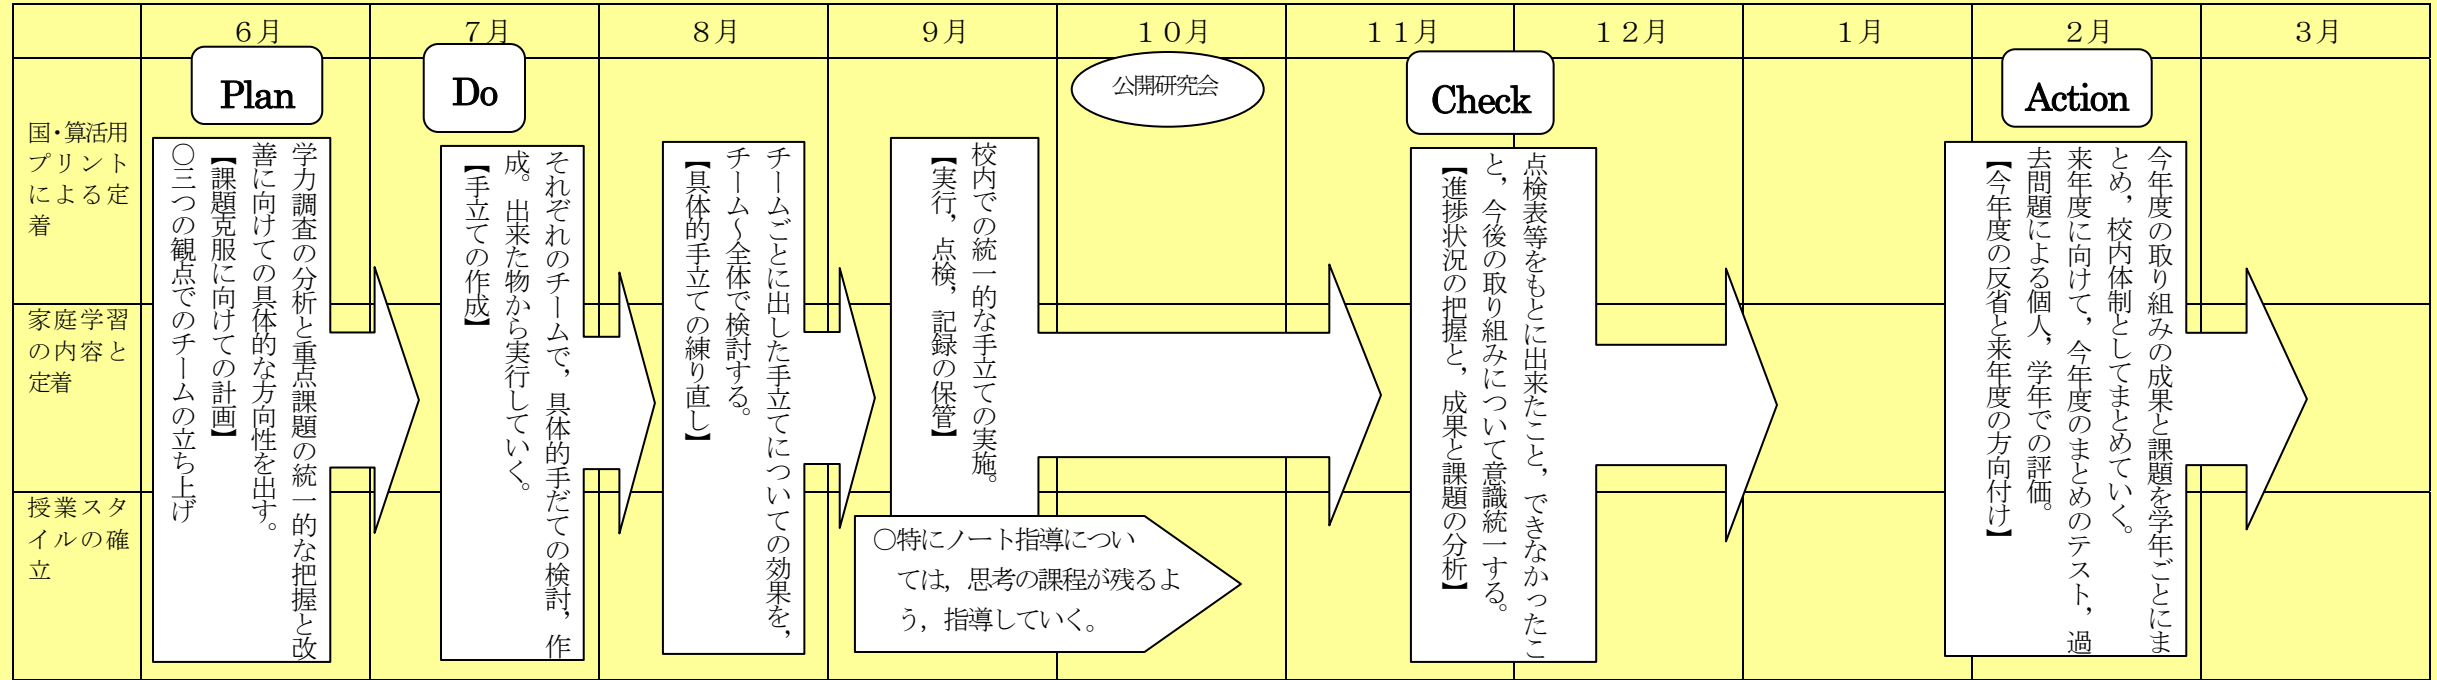 ６月
７月
８月
９月
１０月
１１月
１２月
１月
２月
３月
Plan
Do
公開研究会
Check
Action
国・算活用
プリント
による定
着
家庭学習
の内容と
定着
授業スタ
イルの確
立
学力調査の分析と重点課題の統一的な把握と改
善に向けての具体的な方向性を出す。
【課題克服に向けての計画】
○三つの観点でのチームの立ち上げ
それぞれのチームで，具体的手だての検討，作
成。出来た物から実行していく。
【手立ての作成】
チームごとに出した手立てについての効果を，
チーム～全体で検討する。
【具体的手立ての練り直し】
校内での統一的な手立ての実施。
【実行，点検，記録の保管】
○特にノート指導につい
ては，思考の課程が残るよ
う，指導していく。
点検表等をもとに出来たこと，できなかったこ
と，今後の取り組みについて意識統一する。
【進捗状況の把握と，成果と課題の分析】
今年度の取り組みの成果と課題を学年ごとにま
とめ，校内体制としてまとめていく。
来年度に向けて，今年度のまとめのテスト，過
去問題による個人，学年での評価。
【今年度の反省と来年度の方向付け】